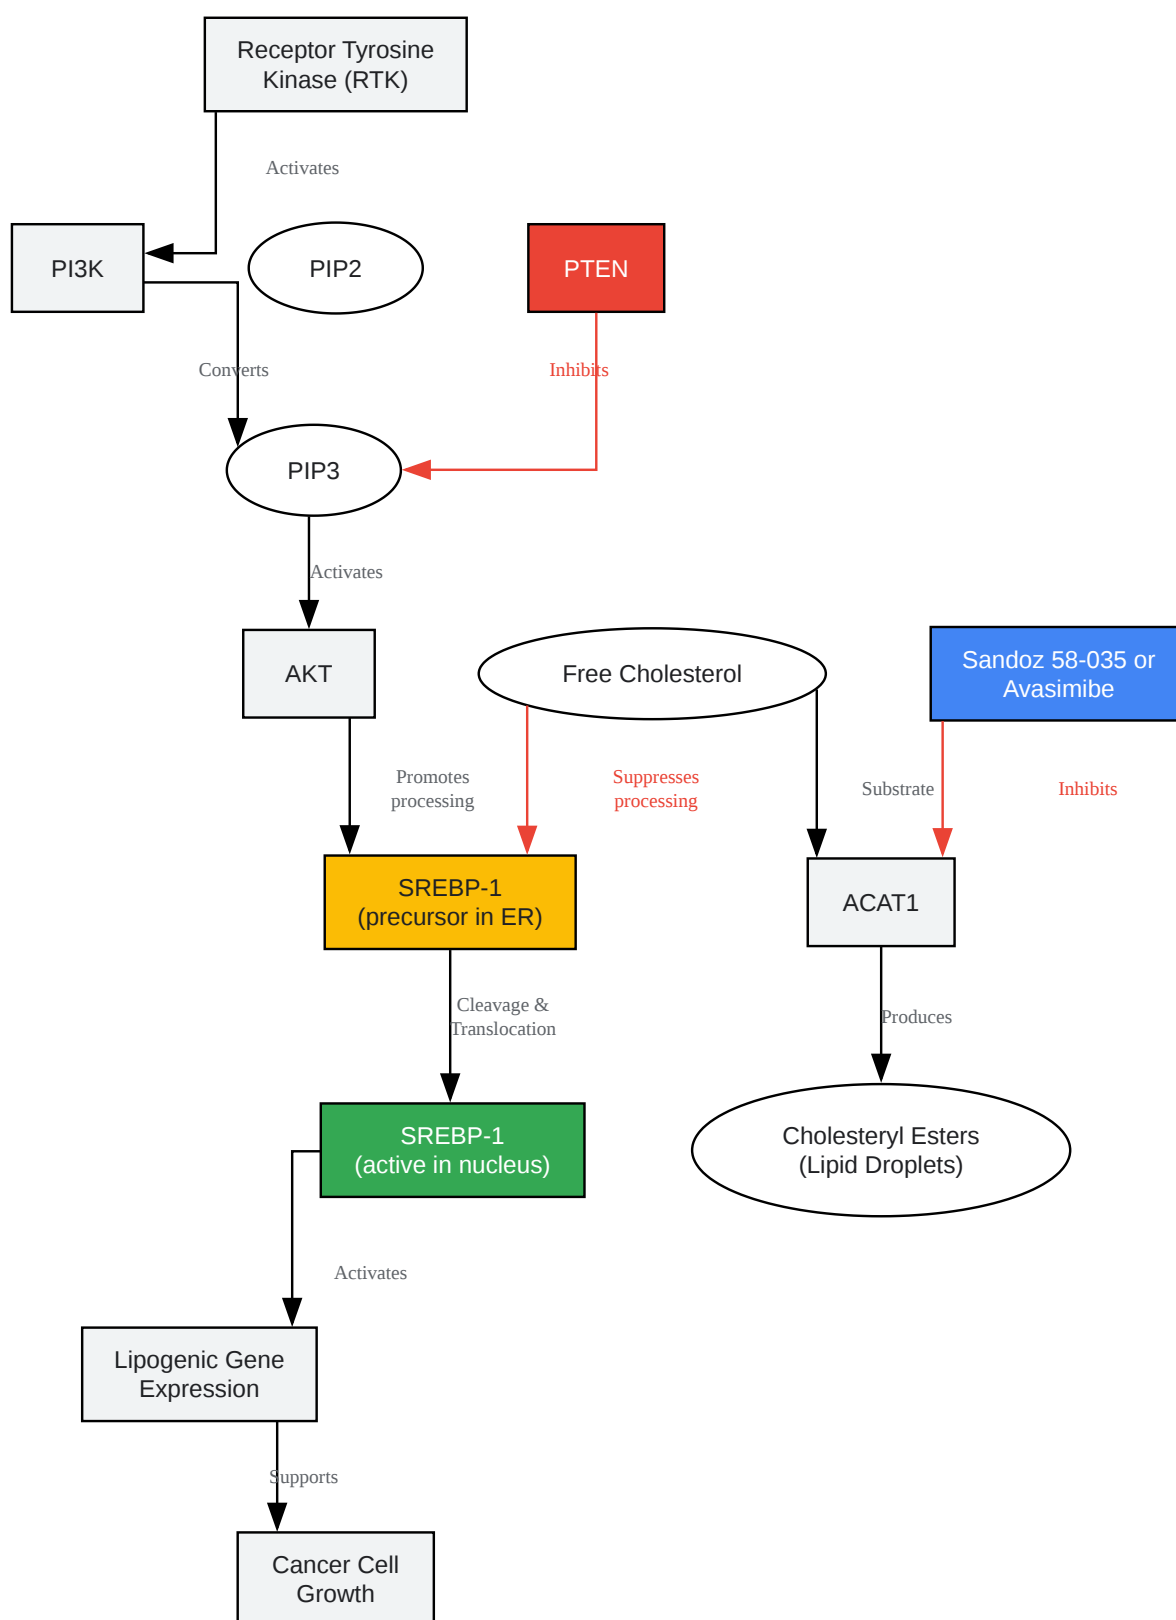 Receptor Tyrosine
Kinase (RTK)
Activates
PI3K
PIP2
PTEN
Converts
Inhibits
PIP3
Activates
AKT
Free Cholesterol
Sandoz 58-035 or
Avasimibe
Promotes
processing
Suppresses
processing
Substrate
Inhibits
SREBP-1
(precursor in ER)
ACAT1
Cleavage &
Translocation
Produces
SREBP-1
(active in nucleus)
Cholesteryl Esters
(Lipid Droplets)
Activates
Lipogenic Gene
Expression
Supports
Cancer Cell
Growth